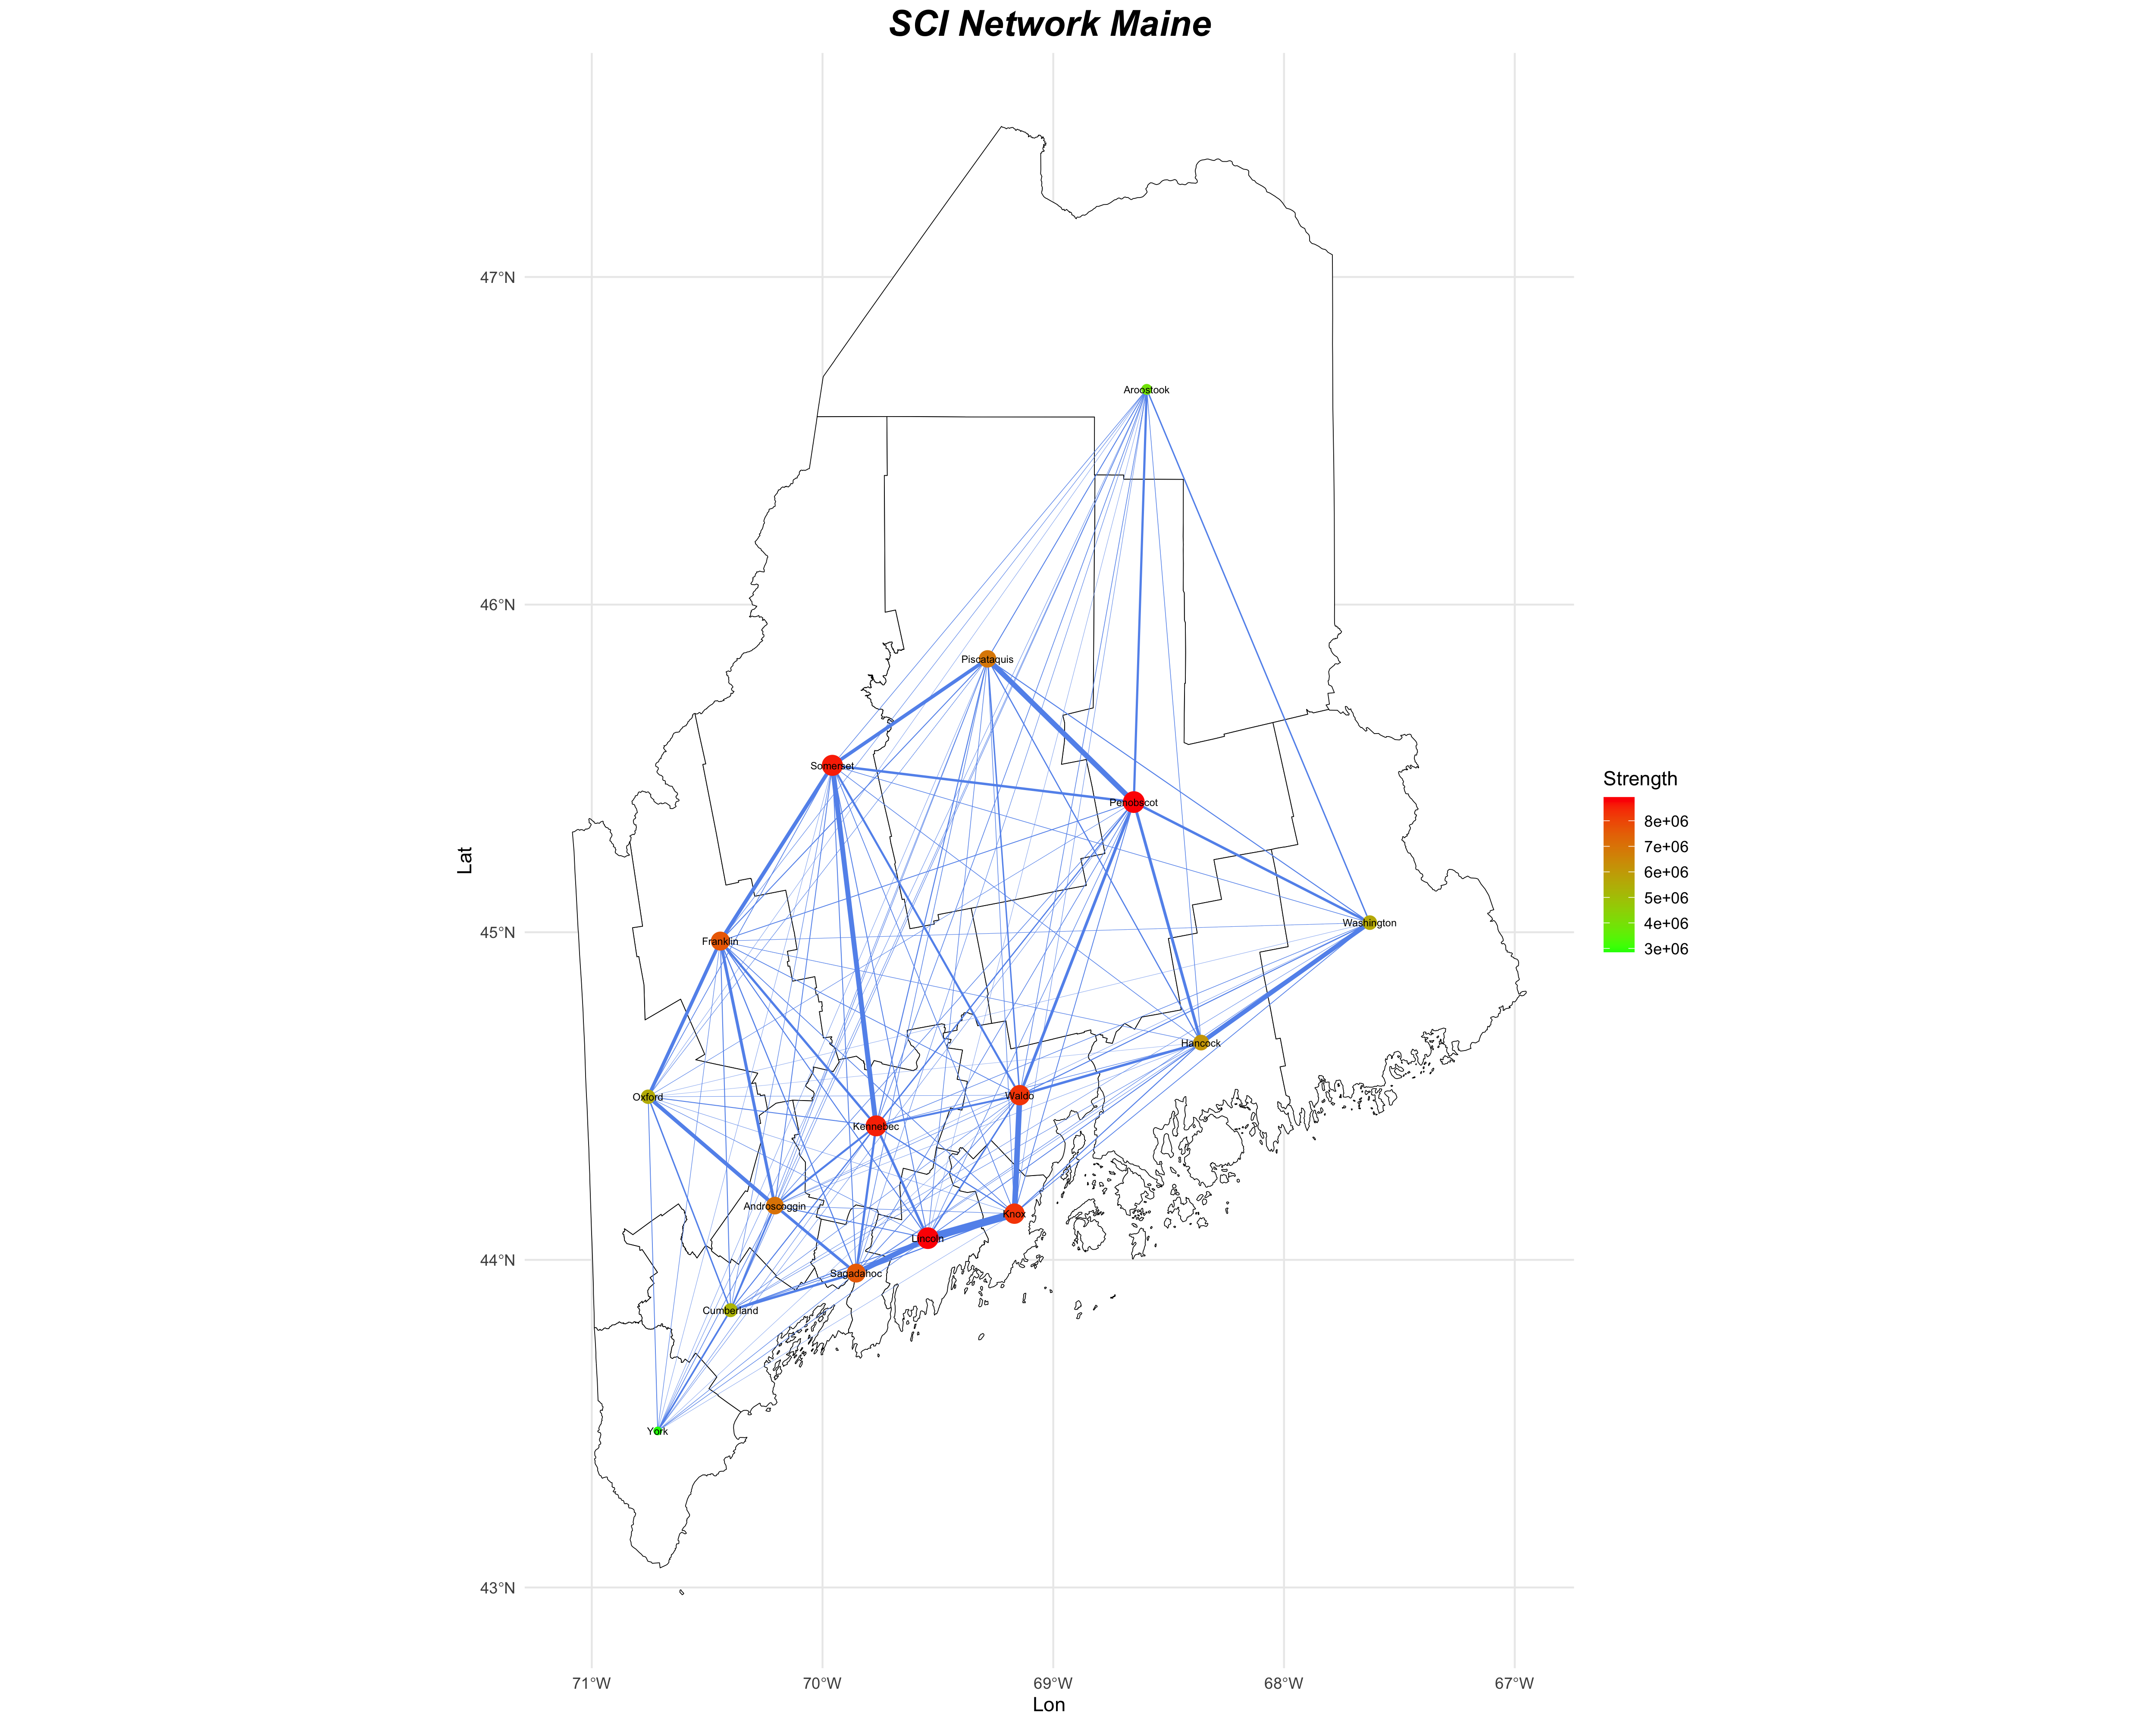 SCI Network Maine
47°N
46°N
45°N
44°N
43°N
Lat
Aroostook
Piscataquis
Somerset
Penobscot
Washington
Franklin
Hancock
Oxford
Waldo
Kennebec
Androscoggin
Knox
Lincoln
Sagadahoc
Cumberland
York
71°W
70°W
69°W
68°W
67°W
Lon
Strength
8e+06
7e+06
6e+06
5e+06
4e+06
3e+06